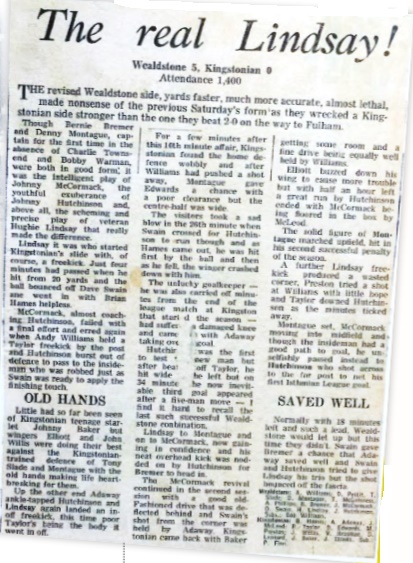 The real Lindsay!
Wealdstone 5, Kingstonian 0
Attendance 1,400
THE revised Wealdstone side, yards faster, much more accurate, almost lethal,
made nonsense of the previous Saturday's form as they wrecked a King-
stonian side stronger than the one they beat 2-0 on the way to Fulham.
Though Bernie Bremer
and Denny Montague, cap-
tain for the first time in the
absence of Charlie Towns-
end and Bobby Warman,
were both in good form, it
was the intelligent play of
Johnny McCormack, the
youthful exuberance of
Johnny Hutchinson and,
above all, the scheming and
precise play of veteran
Hughie Lindsay that really
made the difference.
Lindsay it was who started
Kingstonian's slide with, of
course, a freekick. Just four
minutes had passed when he
hit from 20 yards and the
ball bounced off Dave Swain
and went in with Brian
Hames helpless.
McCormack, almost coach-
ing Hutchinson, failed with
a final effort and erred again
when Andy Williams held a
Taylor freekick by the post
and Hutchinson burst out of
defence to pass to the inside-
man who was robbed just as
Swain was ready to apply the
finishing touch.
OLD HANDS
Little had so far been seen
of Kingstonian teenage star-
let Johnny Baker but
wingers Elliott and John
Willis were doing their best
against the Kingstonian-
trained defence of Tony
Slade and Montague with the
old hands making life heart-
breaking for them.
Up the other end Adaway
ankle-tapped Hutchinson and
Lindsay again landed an in-
off freekick, this time poor
Taylor's being the body it
went in off.
For a few minutes after
this 18th minute affair, Kings-
tonian found the home de-
fence wobbly and after
Williams had pushed a shot
away, Montague gave
Edwards a chance with
a poor clearance but the
centre-half was wide.
The visitors took a sad
blow in the 26th minute when
Swain crossed for Hutchin-
son to run though and as
Hames came out, he was hit
first by the ball and then
as he fell, the winger crashed
down with him.
The unlucky goalkeeper —
he was also carried off minu-
tes from the end of the
league match at Kingston
that start of the season —
had suffer a damaged knee
and came with Adaway
taking goal.
Hutchin was the first
to test new man but
after beat off Taylor, he
hit wide he left but on
34 minute he now inevit-
able third goal appeared
after a five-man move —
find it hard to recall the
last such successful Weald-
stone combination.
Lindsay to Montague and
on to McCormack, now gain-
ing in confidence and his
neat overhead kick was nod-
ded on by Hutchinson for
Bremer to head in.
The McCormack revival
continued in the second ses-
sion with a good old
fashioned drive that was de-
flected behind and Swain's
shot from the corner was
held by Adaway. Kings-
tonian came back with Baker
getting some room and a
fine drive being equally well
held by Williams.
Elliott buzzed down his
wing to cause more trouble
but with half an hour left
a great run by Hutchinson
ended with McCormack be-
ing floored in the box by
McLeod.
The solid figure of Mon-
tague marched upfield, hit in
his second successful penalty
of the season.
A further Lindsay free-
kick produced a wasted
corner, Preston tried a shot
at Williams with little hope
and Taylor downed Hutchin-
son as the minutes ticked
away.
Montague set, McCormack
moving into midfield and
though the insideman had a
good path to goal, he un-
selfishly passed instead to
Hutchinson who shot across
to the far post to net his
first Isthmian League goal.
SAVED WELL
Normally with 18 minutes
left and such a lead, Weald-
stone would let up but this
time they didn't. Swain gave
Bremer a chance that Ada-
way saved well and Swain
and Hutchinson tried to give
Lindsay his trio but the shot
bounced off the facts.